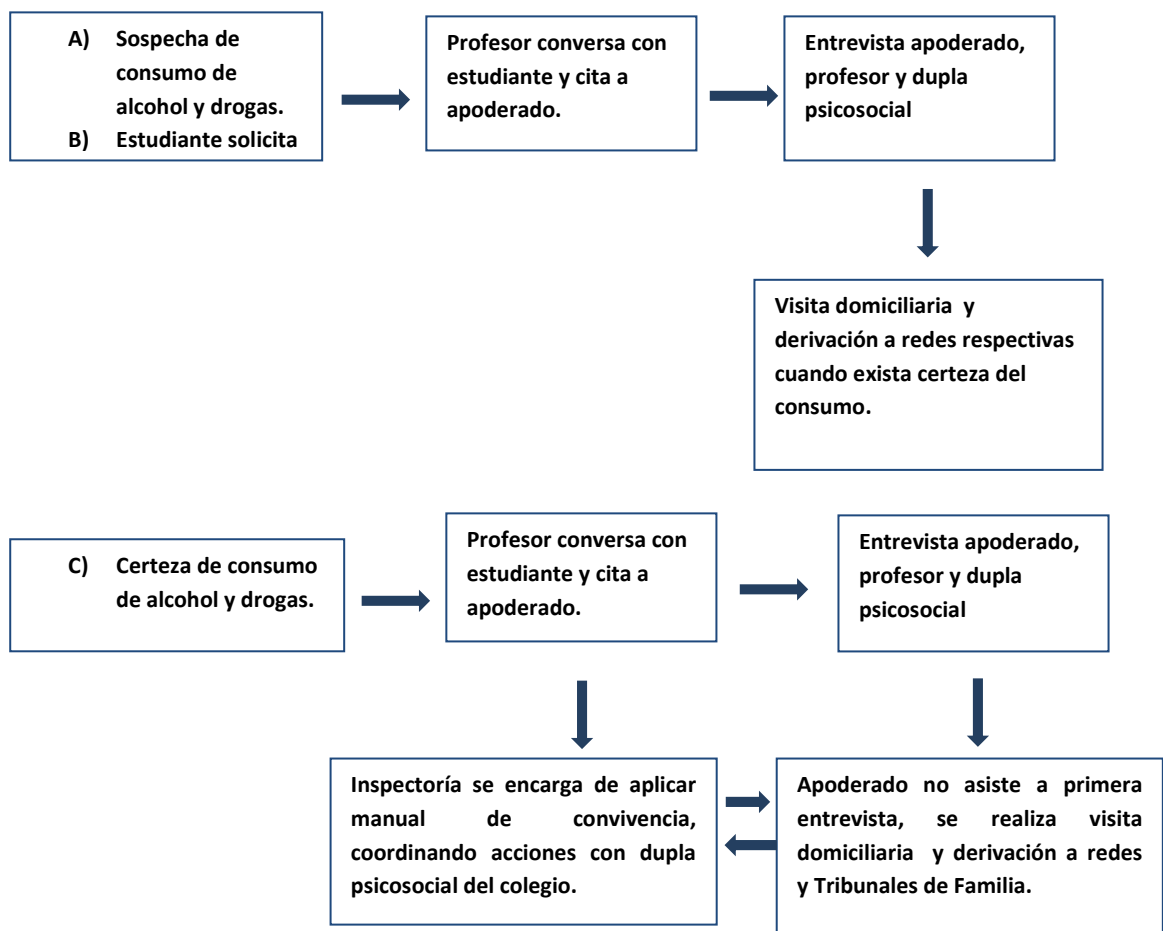 A) Sospecha de
consumo de
alcohol y drogas.
B) Estudiante solicita
Profesor conversa con
estudiante y cita a
apoderado.
Entrevista apoderado,
profesor y dupla
psicosocial
Visita domiciliaria y
derivación a redes respectivas
cuando exista certeza del
consumo.
C) Certeza de consumo
de alcohol y drogas.
Profesor conversa con
estudiante y cita a
apoderado.
Entrevista apoderado,
profesor y dupla
psicosocial
Inspectoría se encarga de aplicar
manual de convivencia,
coordinando acciones con dupla
psicosocial del colegio.
Apoderado no asiste a primera
entrevista, se realiza visita
domiciliaria y derivación a redes
y Tribunales de Familia.